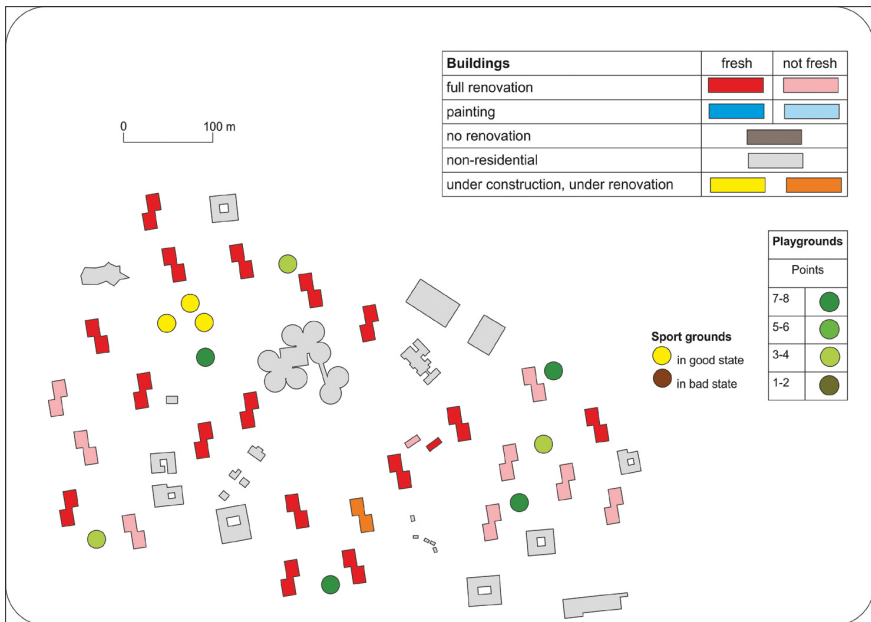 Buildings fresh not fresh
full renovation
painting
no renovation
non-residential
under construction, under renovation
0 100 m
Playgrounds
Points
7-8
5-6
3-4
1-2
Sport grounds
in good state
in bad state